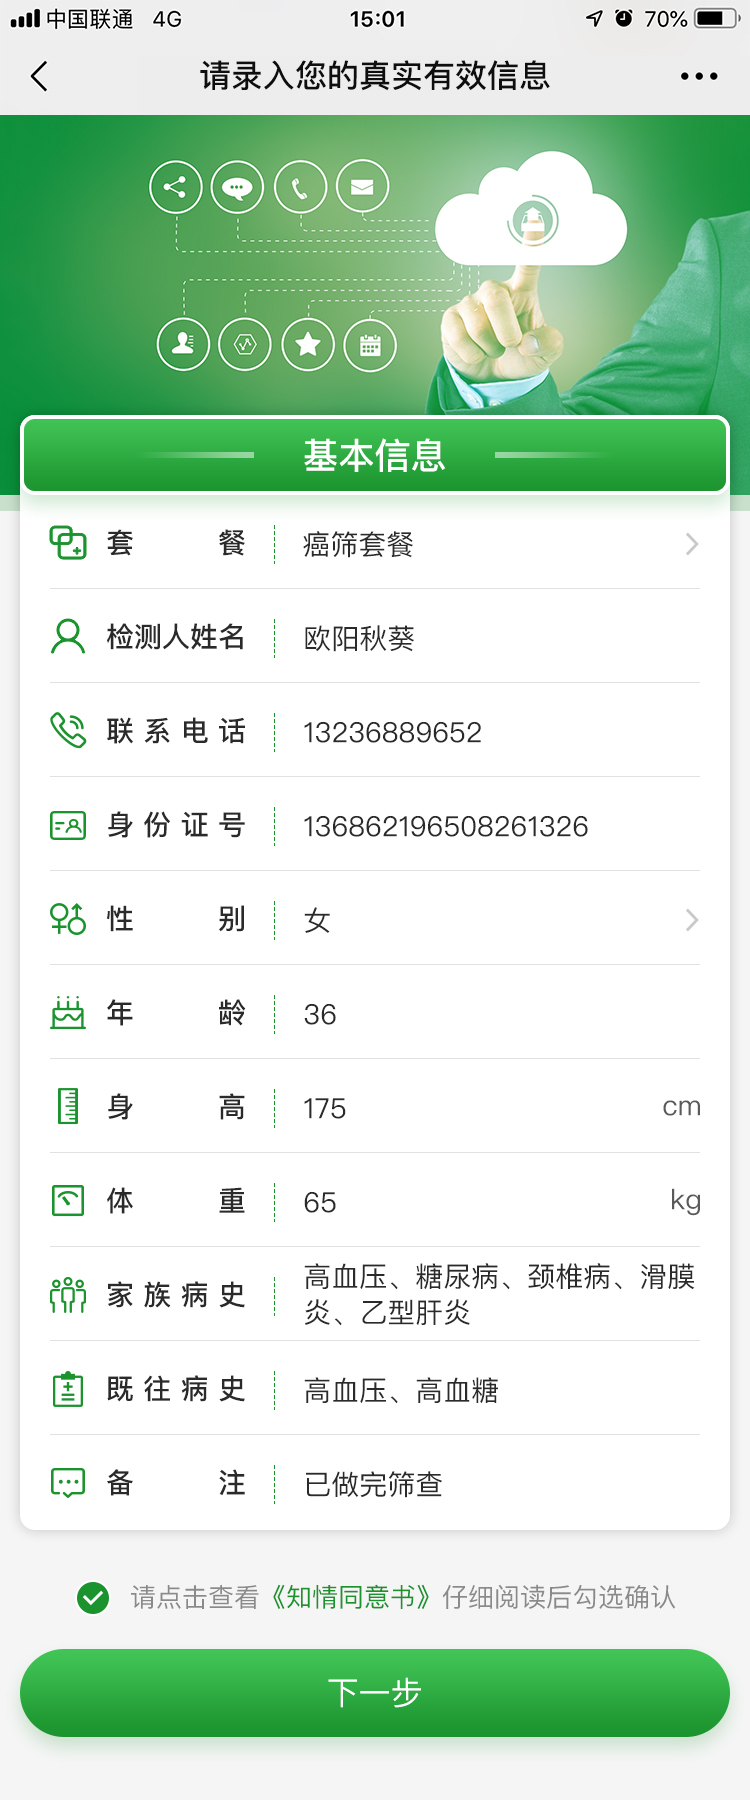 中国联通 4G 15:01 70%
请录入您的真实有效信息
基本信息
套餐 癌筛套餐
检测人姓名 欧阳秋葵
联系电话 13236889652
身份证号 136862196508261326
性别 女
年龄 36
身高 175 cm
体重 65 kg
家族病史 高血压、糖尿病、颈椎病、滑膜
炎、乙型肝炎
既往病史 高血压、高血糖
备注 已做完筛查
请点击查看《知情同意书》仔细阅读后勾选确认
下一步